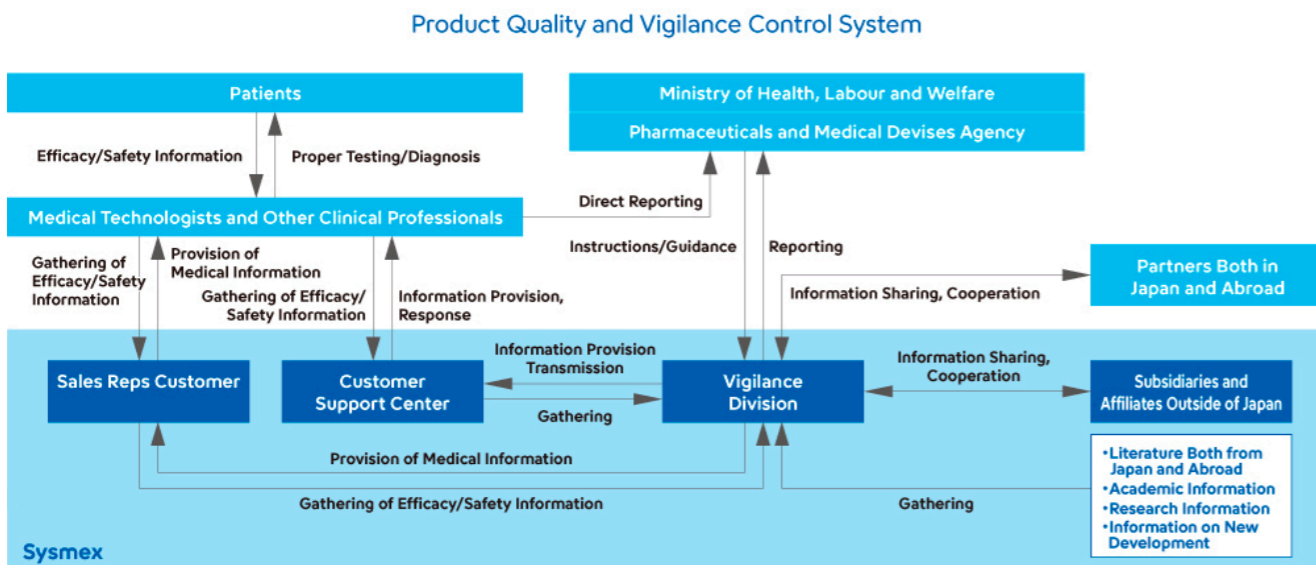 Product Quality and Vigilance Control System
Patients
Ministry of Health, Labour and Welfare
Pharmaceuticals and Medical Devises Agency
Efficacy/Safety Information
Proper Testing/Diagnosis
Medical Technologists and Other Clinical Professionals
Direct Reporting
Gathering of
Efficacy/Safety
Information
Provision of
Medical Information
Gathering of Efficacy/
Safety Information
Information Provision,
Response
Instructions/Guidance
Reporting
Information Sharing, Cooperation
Partners Both in
Japan and Abroad
Sales Reps Customer
Customer
Support Center
Information Provision
Transmission
Gathering
Vigilance
Division
Information Sharing,
Cooperation
Subsidiaries and
Affiliates Outside of Japan
Provision of Medical Information
Gathering of Efficacy/Safety Information
Gathering
•Literature Both from
Japan and Abroad
•Academic Information
•Research Information
•Information on New
Development
Sysmex